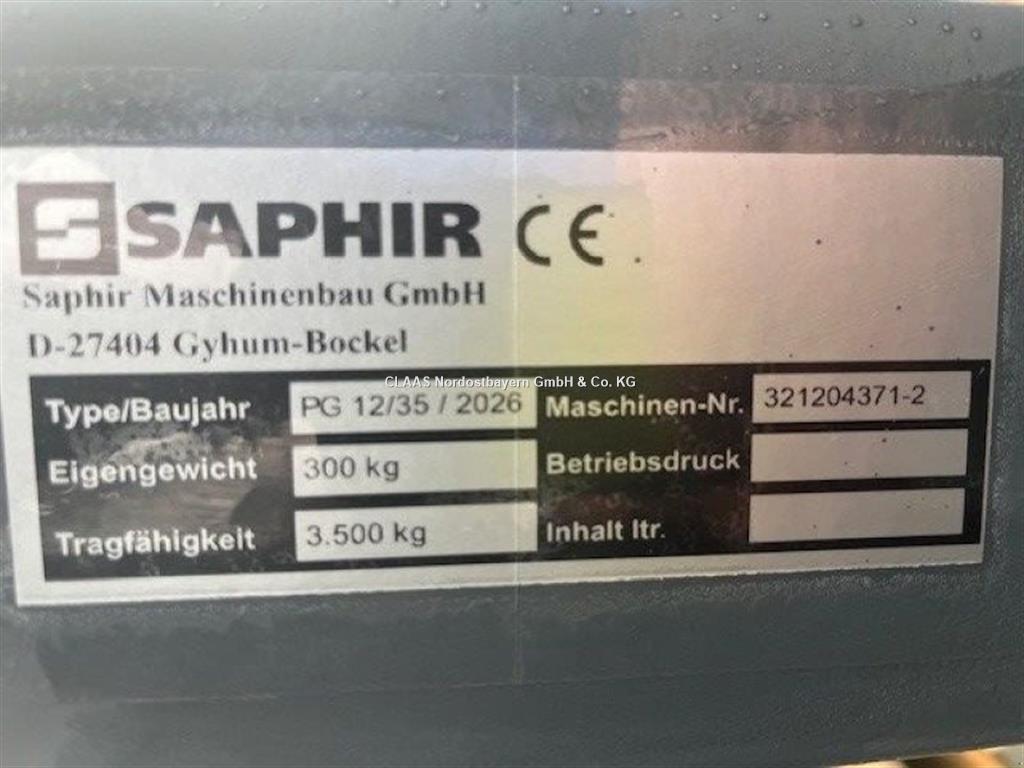 S SAPHIR CE
Saphir Maschinenbau GmbH
D-27404 Gyhum-Bockel
CLAAS Nordostbayern GmbH & Co. KG
Type/Baujahr PG 12/35 / 2026 Maschinen-Nr. 321204371-2
Eigengewicht 300 kg Betriebsdruck
Tragfähigkeit 3.500 kg Inhalt ltr.